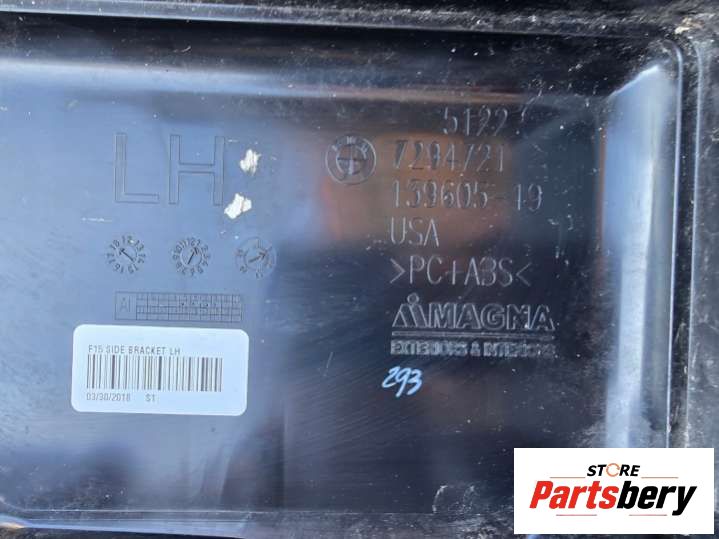 LH
5122
7294721
139605-19
USA
>PC+ABS<
MAGNA
EXTERIORS & INTERIORS
F15 SIDE BRACKET LH
03/30/2018 S1
293
STORE
Partsbery